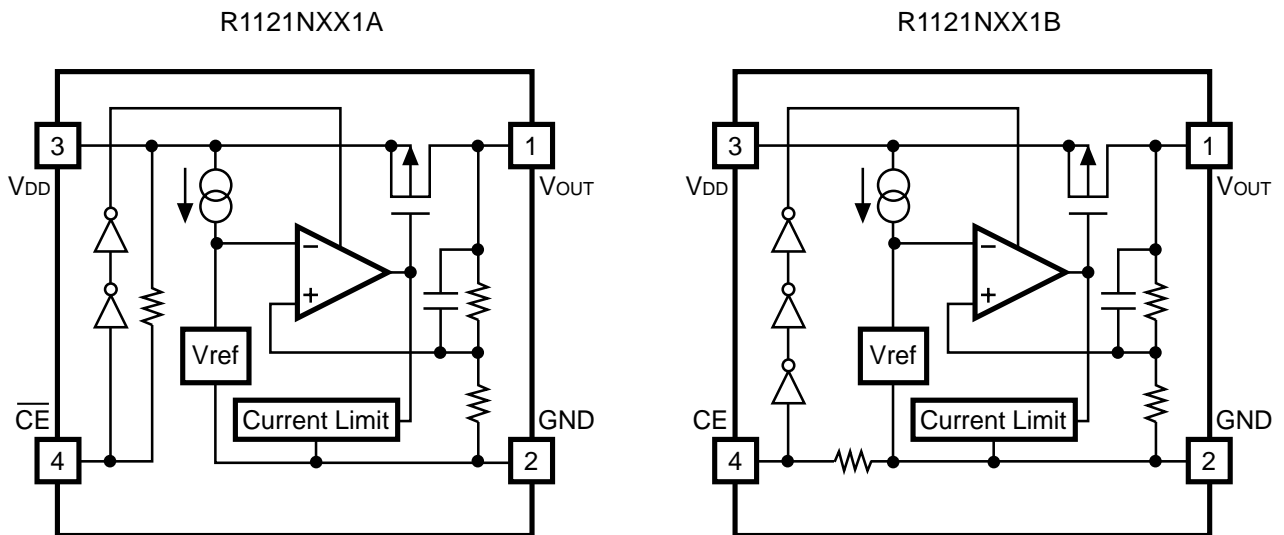 R1121NXX1A
3
1
VDD
VOUT
−
+
Vref
Current Limit
C̅E̅
GND
4
2
R1121NXX1B
3
1
VDD
VOUT
−
+
Vref
Current Limit
CE
GND
4
2